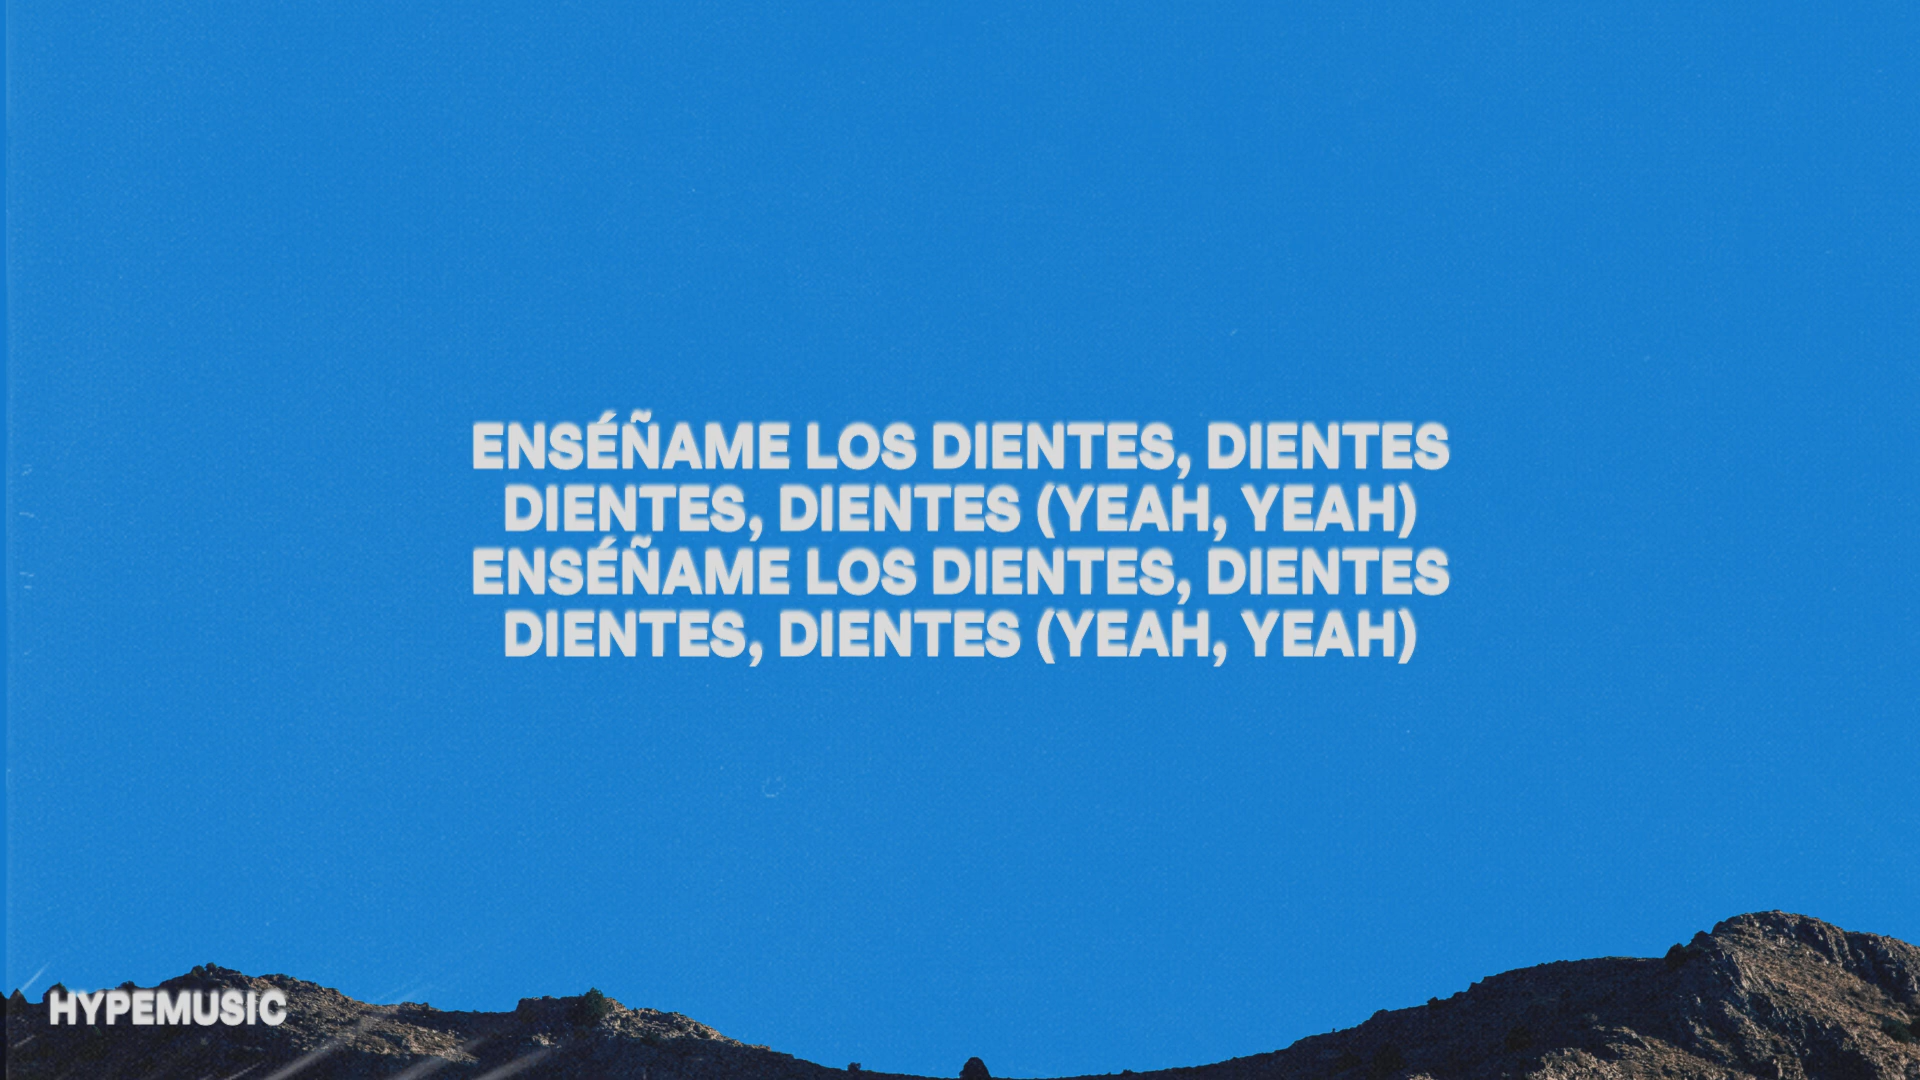 ENSÉÑAME LOS DIENTES, DIENTES
DIENTES, DIENTES (YEAH, YEAH)
ENSÉÑAME LOS DIENTES, DIENTES
DIENTES, DIENTES (YEAH, YEAH)
HYPEMUSIC